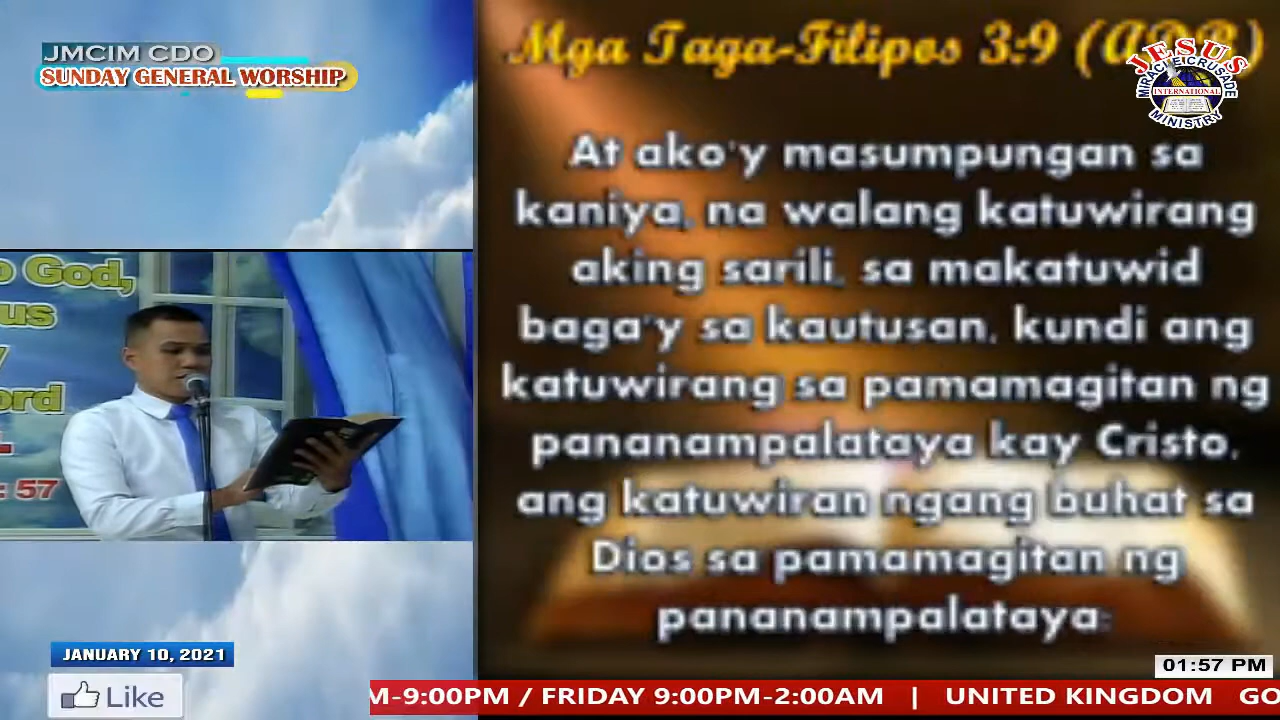 JMCIM CDO
SUNDAY GENERAL WORSHIP
Mga Taga-Filipos 3:9
JESUS
MIRACLE CRUSADE
INTERNATIONAL
MINISTRY
At ako'y masumpungan sa
kaniya, na walang katuwirang
aking sarili, sa makatuwid
baga'y sa kautusan, kundi ang
katuwirang sa pamamagitan ng
pananampalataya kay Cristo,
ang katuwiran ngang buhat sa
Dios sa pamamagitan ng
pananampalataya:
God,
57
JANUARY 10, 2021
Like
01:57 PM
M-9:00PM / FRIDAY 9:00PM-2:00AM | UNITED KINGDOM GO